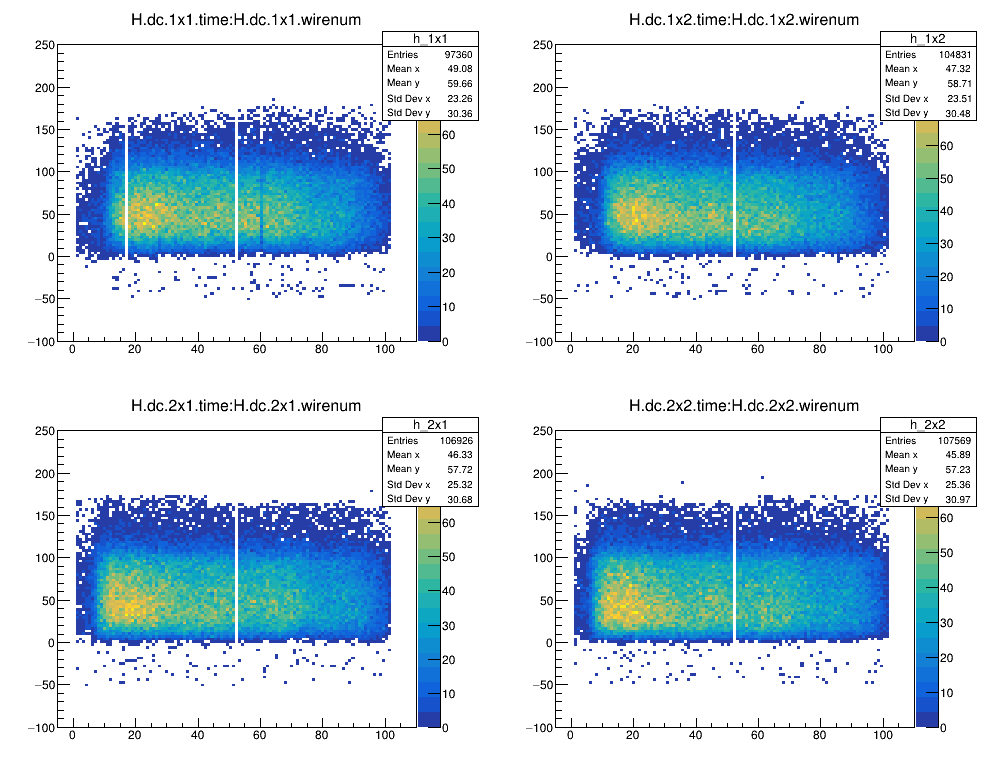 H.dc.1x1.time:H.dc.1x1.wirenum
h_1x1
Entries 97360
Mean x 49.08
Mean y 59.66
Std Dev x 23.26
Std Dev y 30.36
250
200
150
100
50
0
−50
−100
0 20 40 60 80 100
60
50
40
30
20
10
0
H.dc.1x2.time:H.dc.1x2.wirenum
h_1x2
Entries 104831
Mean x 47.32
Mean y 58.71
Std Dev x 23.51
Std Dev y 30.48
250
200
150
100
50
0
−50
−100
0 20 40 60 80 100
60
50
40
30
20
10
0
H.dc.2x1.time:H.dc.2x1.wirenum
h_2x1
Entries 106926
Mean x 46.33
Mean y 57.72
Std Dev x 25.32
Std Dev y 30.68
250
200
150
100
50
0
−50
−100
0 20 40 60 80 100
60
50
40
30
20
10
0
H.dc.2x2.time:H.dc.2x2.wirenum
h_2x2
Entries 107569
Mean x 45.89
Mean y 57.23
Std Dev x 25.36
Std Dev y 30.97
250
200
150
100
50
0
−50
−100
0 20 40 60 80 100
60
50
40
30
20
10
0